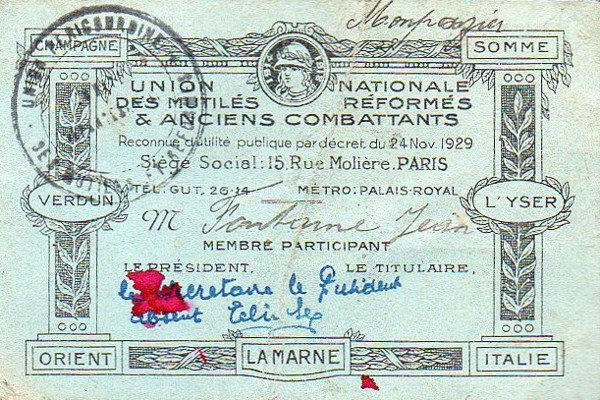 Monpazier
CHAMPAGNE
SOMME
UNION NATIONALE
DES MUTILÉS RÉFORMÉS
& ANCIENS COMBATTANTS
Reconnue d'utilité publique par décret du 24 Nov. 1929
Siège Social: 15, Rue Molière. PARIS
TÉL: GUT. 26-14 MÉTRO: PALAIS-ROYAL
VERDUN
L'YSER
M Fontaine Jean
MEMBRE PARTICIPANT
LE PRÉSIDENT. LE TITULAIRE,
le secretaire le President
absent
ORIENT
LA MARNE
ITALIE